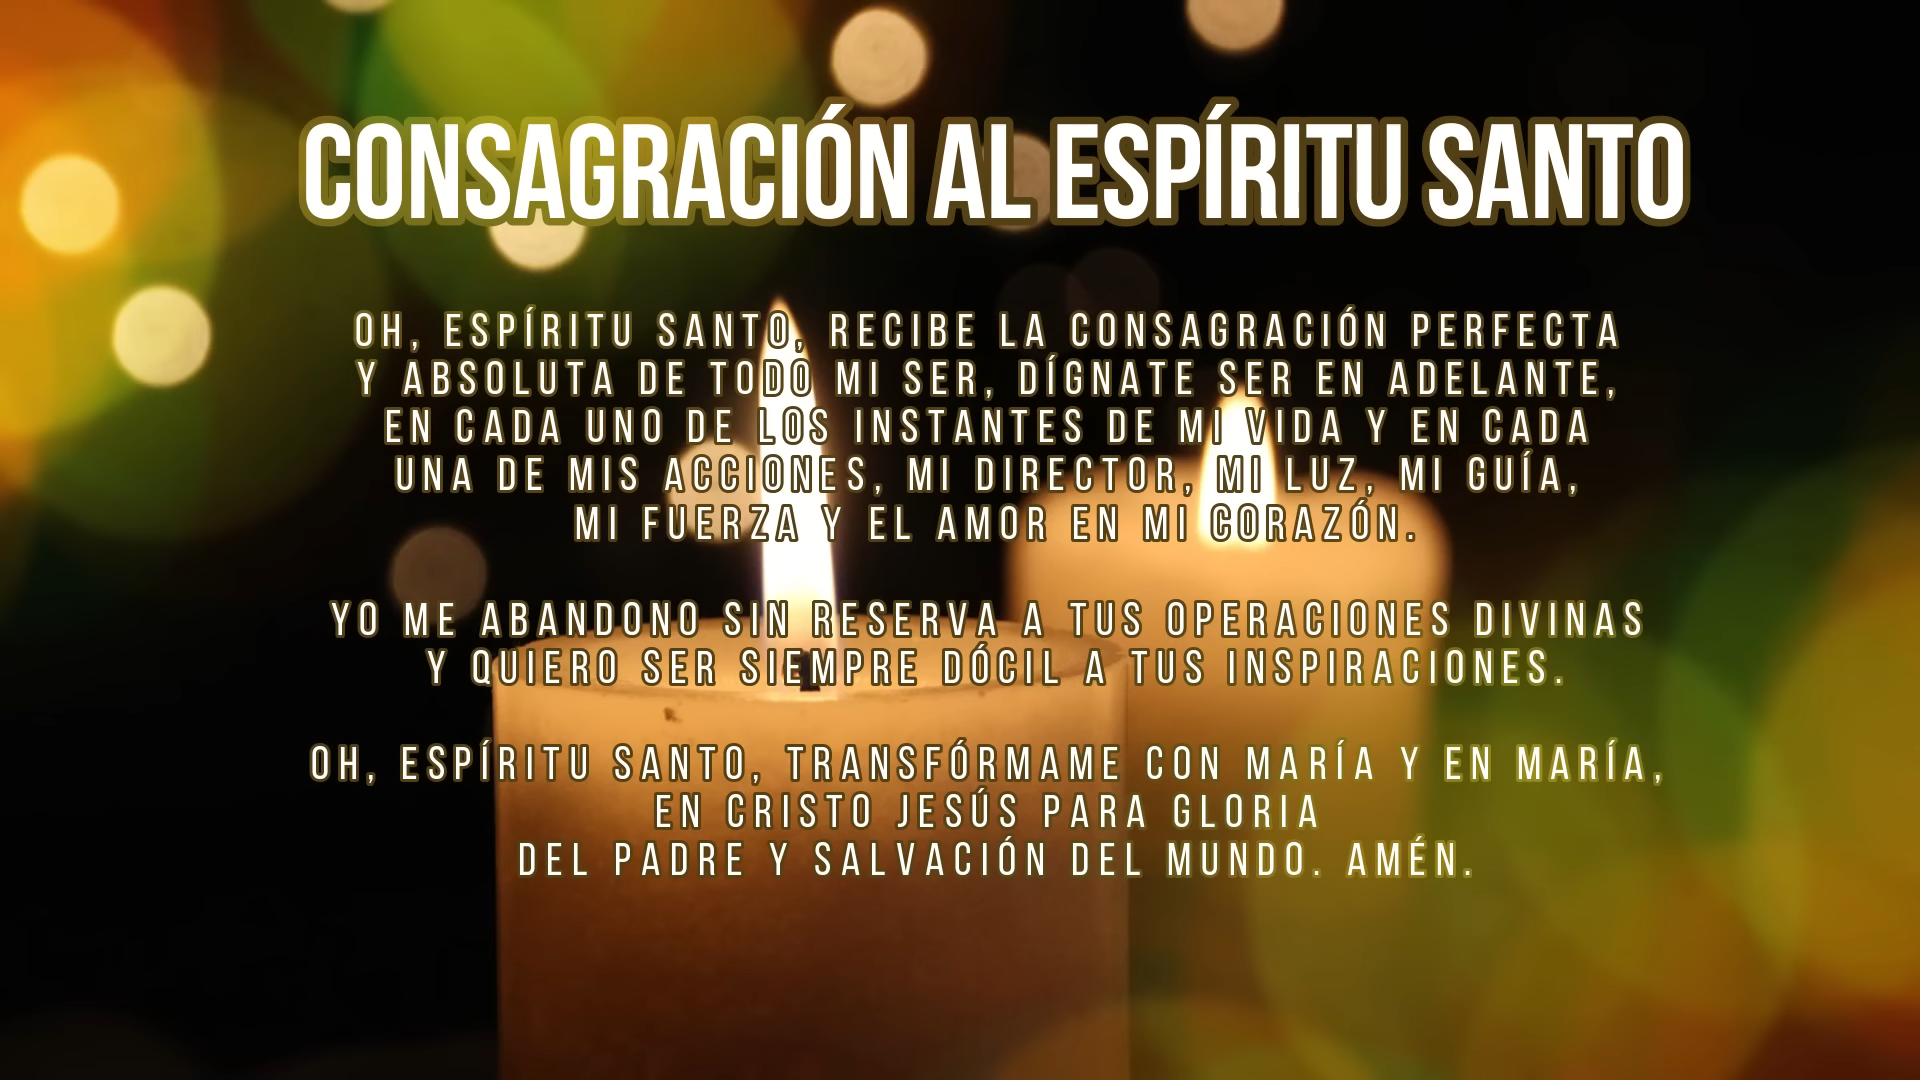 CONSAGRACIÓN AL ESPÍRITU SANTO
OH, ESPÍRITU SANTO, RECIBE LA CONSAGRACIÓN PERFECTA
Y ABSOLUTA DE TODO MI SER, DÍGNATE SER EN ADELANTE,
EN CADA UNO DE LOS INSTANTES DE MI VIDA Y EN CADA
UNA DE MIS ACCIONES, MI DIRECTOR, MI LUZ, MI GUÍA,
MI FUERZA Y EL AMOR EN MI CORAZÓN.
YO ME ABANDONO SIN RESERVA A TUS OPERACIONES DIVINAS
Y QUIERO SER SIEMPRE DÓCIL A TUS INSPIRACIONES.
OH, ESPÍRITU SANTO, TRANSFÓRMAME CON MARÍA Y EN MARÍA,
EN CRISTO JESÚS PARA GLORIA
DEL PADRE Y SALVACIÓN DEL MUNDO. AMÉN.